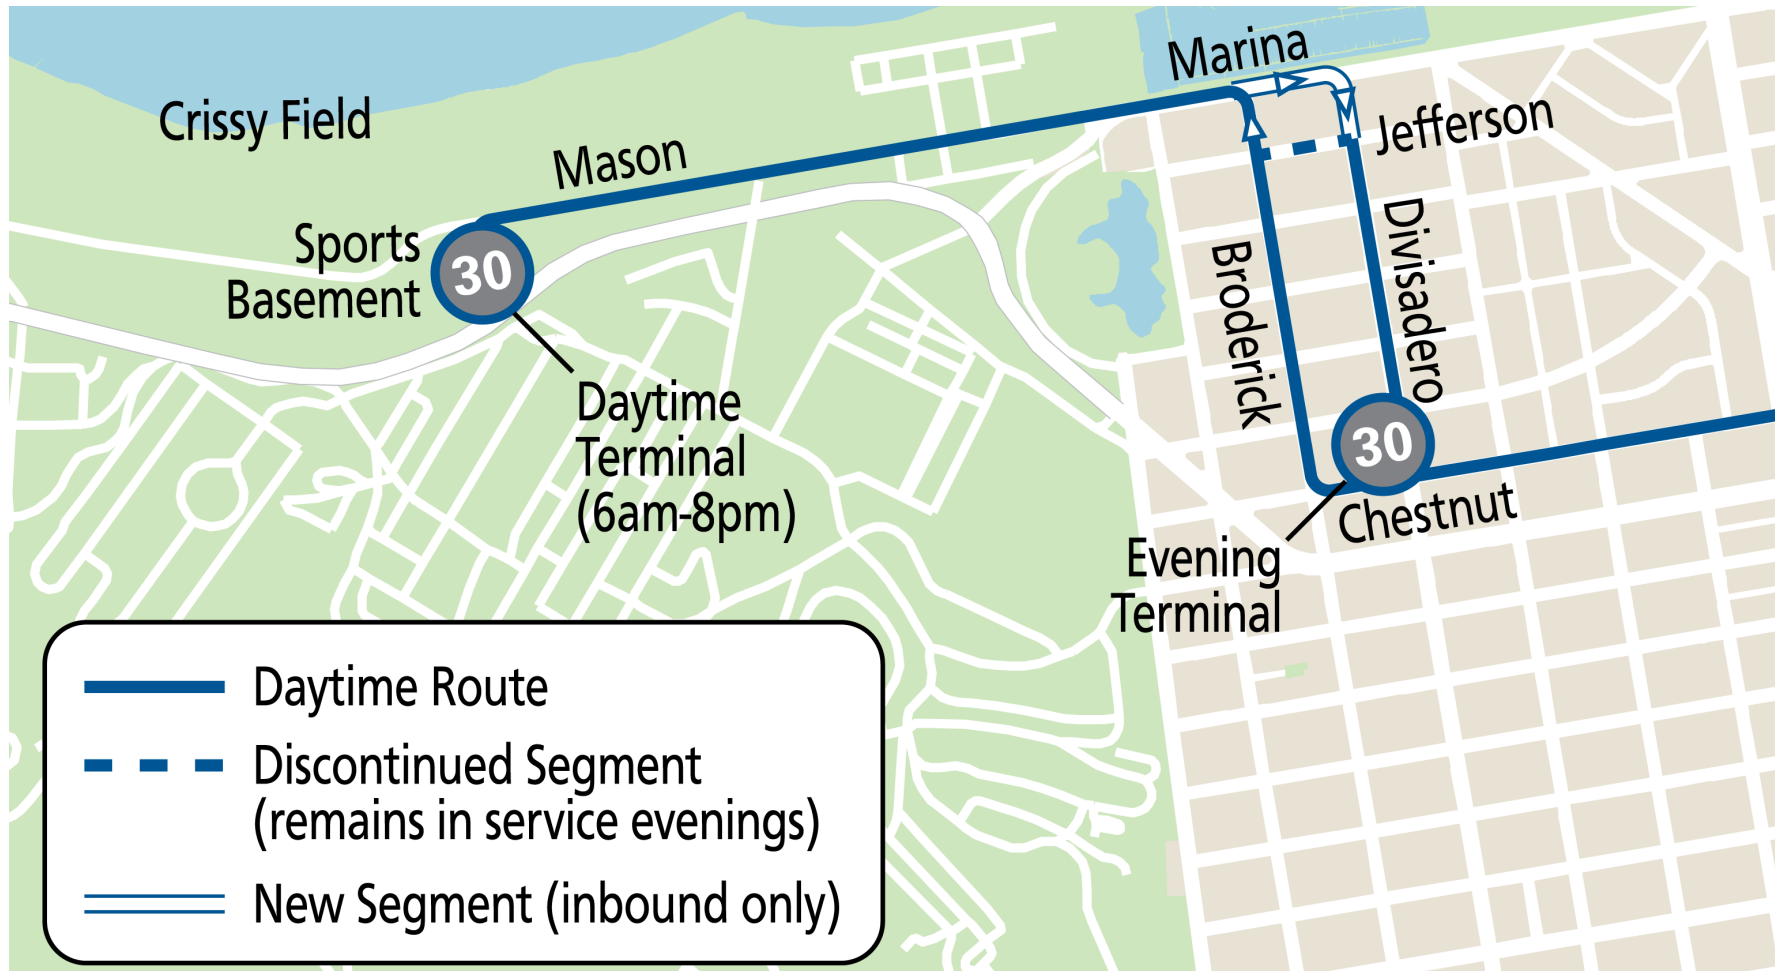 Marina
Crissy Field
Jefferson
Mason
Sports
Basement
30
Divisadero
Broderick
Daytime
Terminal
(6am-8pm)
30
Chestnut
Evening
Terminal
Daytime Route
Discontinued Segment
(remains in service evenings)
New Segment (inbound only)